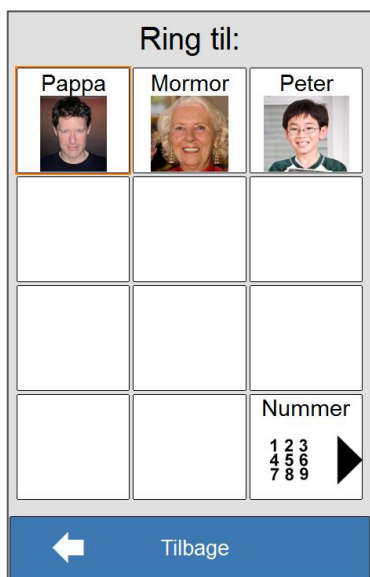 Ring til:
Pappa
Mormor
Peter
Nummer
1 2 3
4 5 6
7 8 9
Tilbage